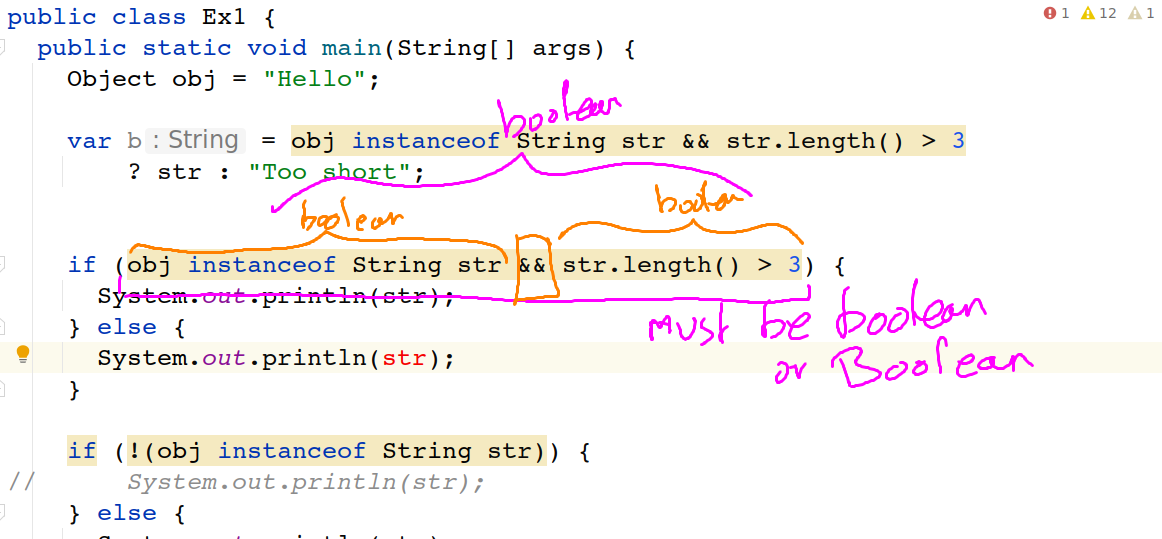 public class Ex1 {
1 12 1
public static void main(String[] args) {
Object obj = "Hello";
boolean
var b : String = obj instanceof String str && str.length() > 3
? str : "Too short";
boolean boolean
if (obj instanceof String str && str.length() > 3) {
System.out.println(str);
must be boolean
} else {
or Boolean
System.out.println(str);
}
if (!(obj instanceof String str)) {
// System.out.println(str);
} else {